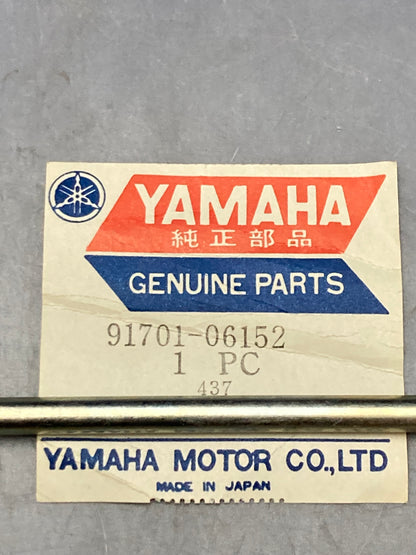 YAMAHA
純正部品
GENUINE PARTS
91701-06152
1 PC
437
YAMAHA MOTOR CO.,LTD
MADE IN JAPAN